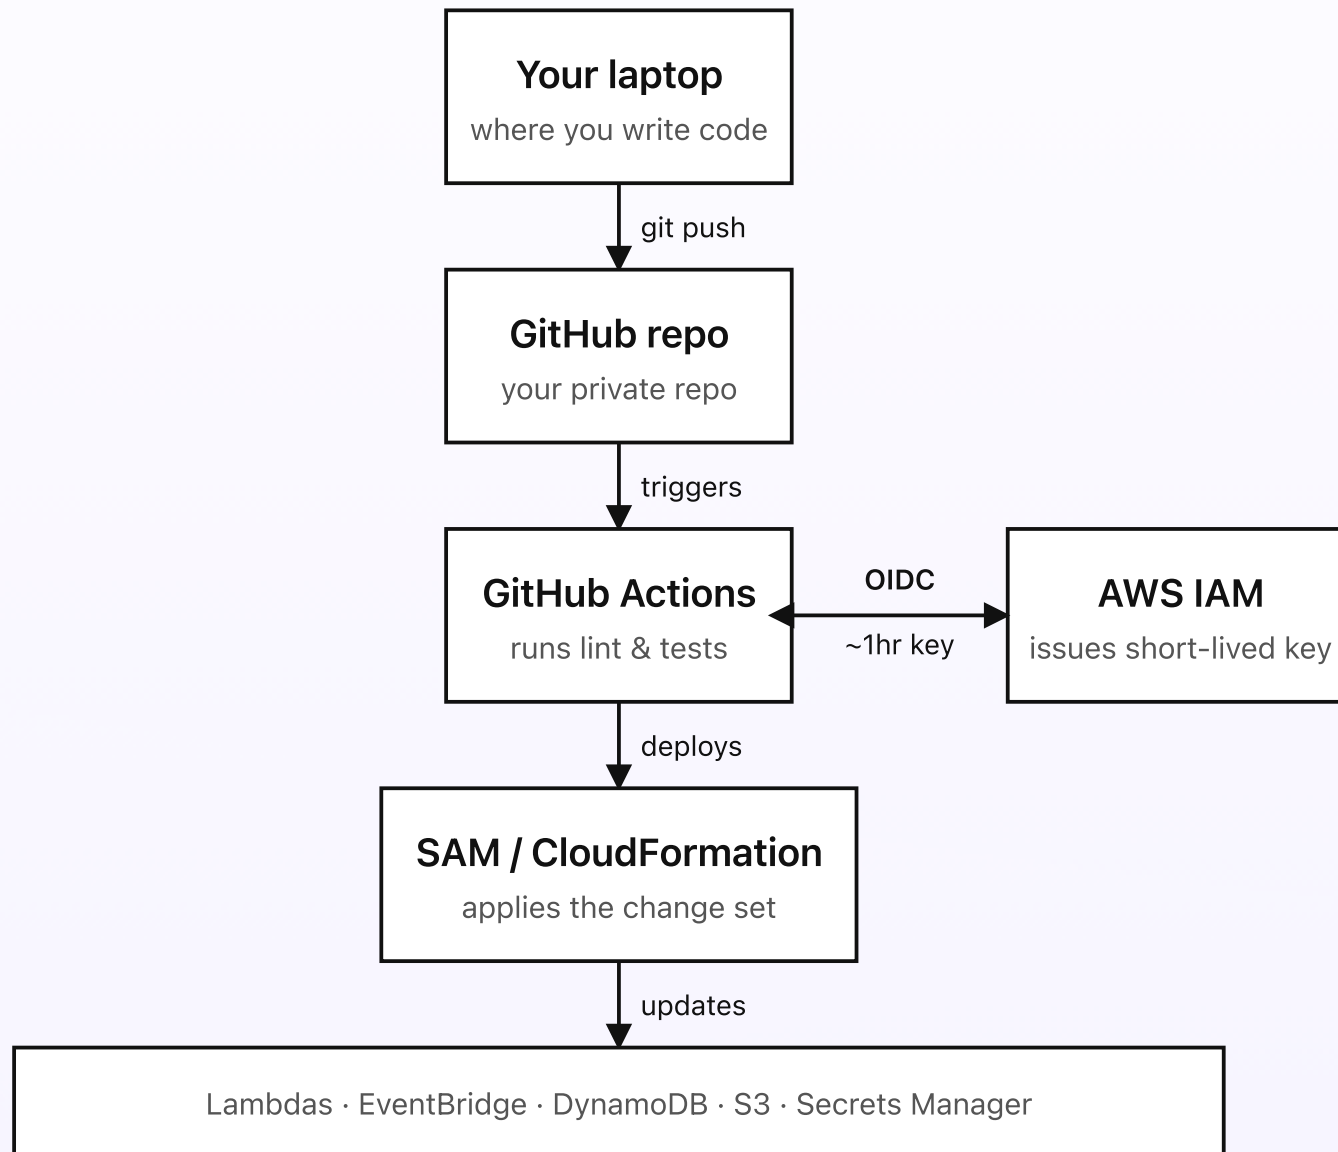 Your laptop
where you write code
git push
GitHub repo
your private repo
triggers
GitHub Actions
runs lint & tests
OIDC
~1hr key
AWS IAM
issues short-lived key
deploys
SAM / CloudFormation
applies the change set
updates
Lambdas · EventBridge · DynamoDB · S3 · Secrets Manager